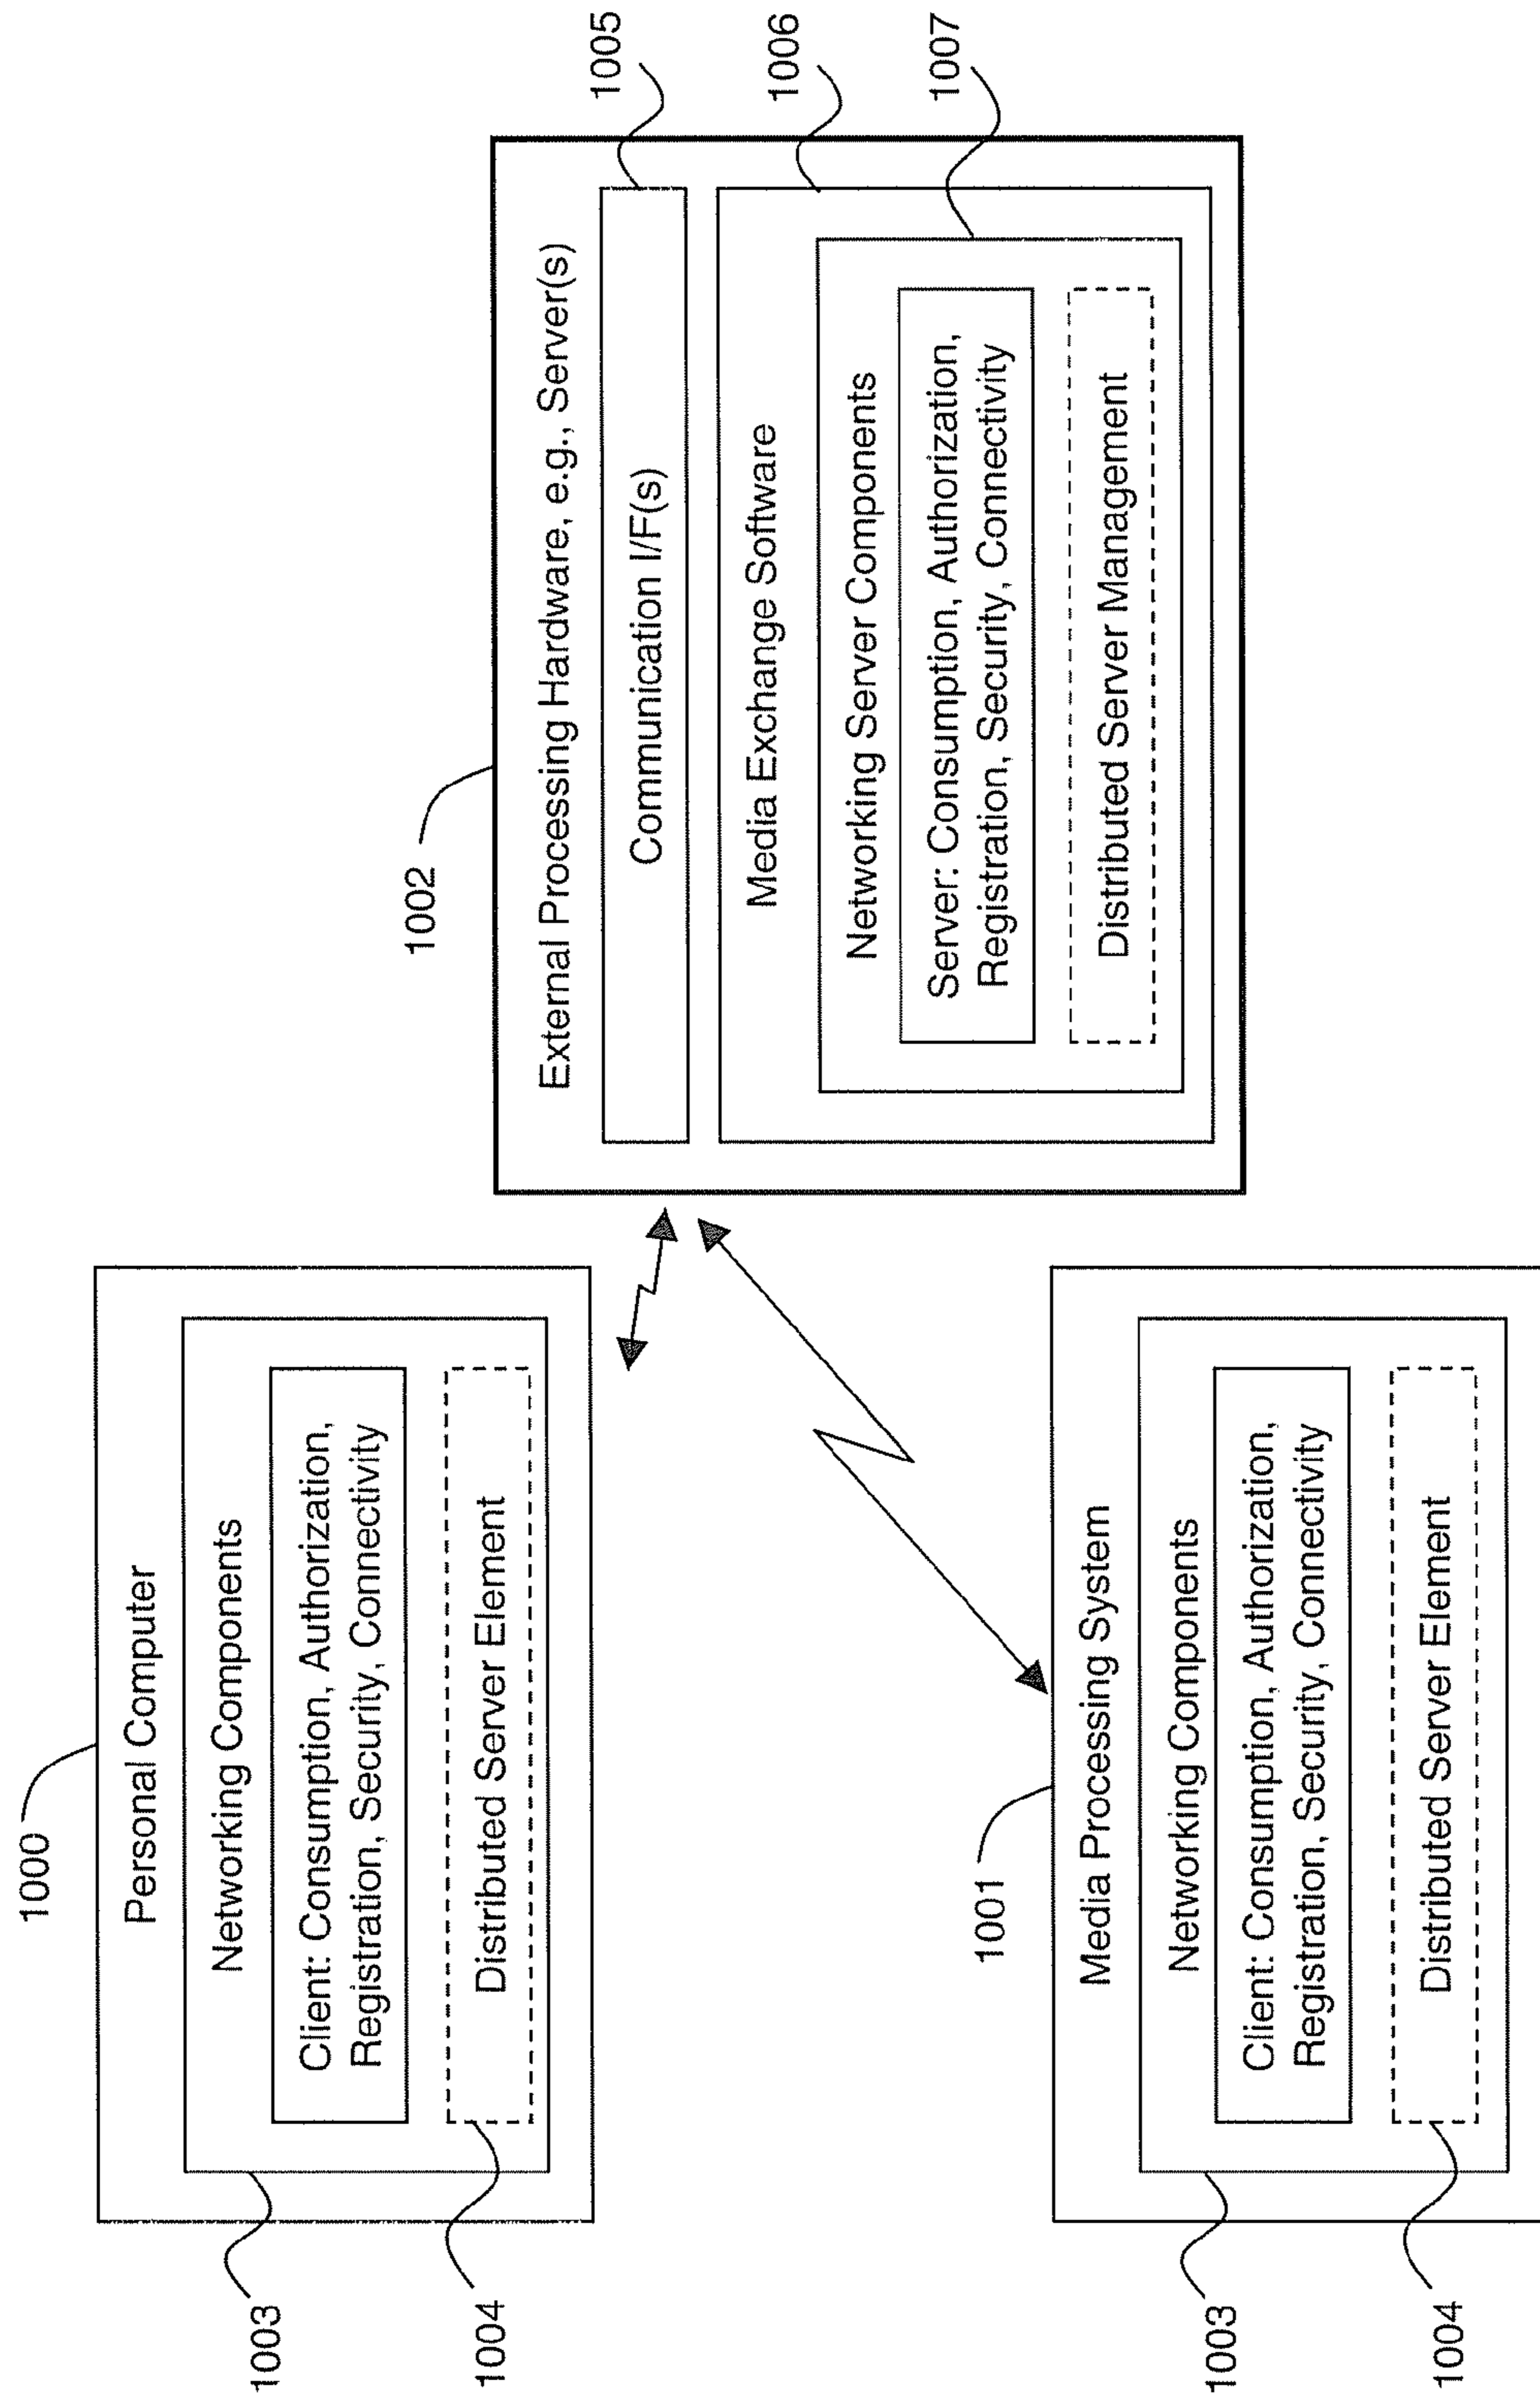 1000
Personal Computer
Networking Components
Client: Consumption, Authorization,
Registration, Security, Connectivity
Distributed Server Element
1003
1004
1002
External Processing Hardware, e.g., Server(s)
Communication I/F(s)
Media Exchange Software
Networking Server Components
Server: Consumption, Authorization,
Registration, Security, Connectivity
Distributed Server Management
1005
1006
1007
1001
Media Processing System
Networking Components
Client: Consumption, Authorization,
Registration, Security, Connectivity
Distributed Server Element
1003
1004